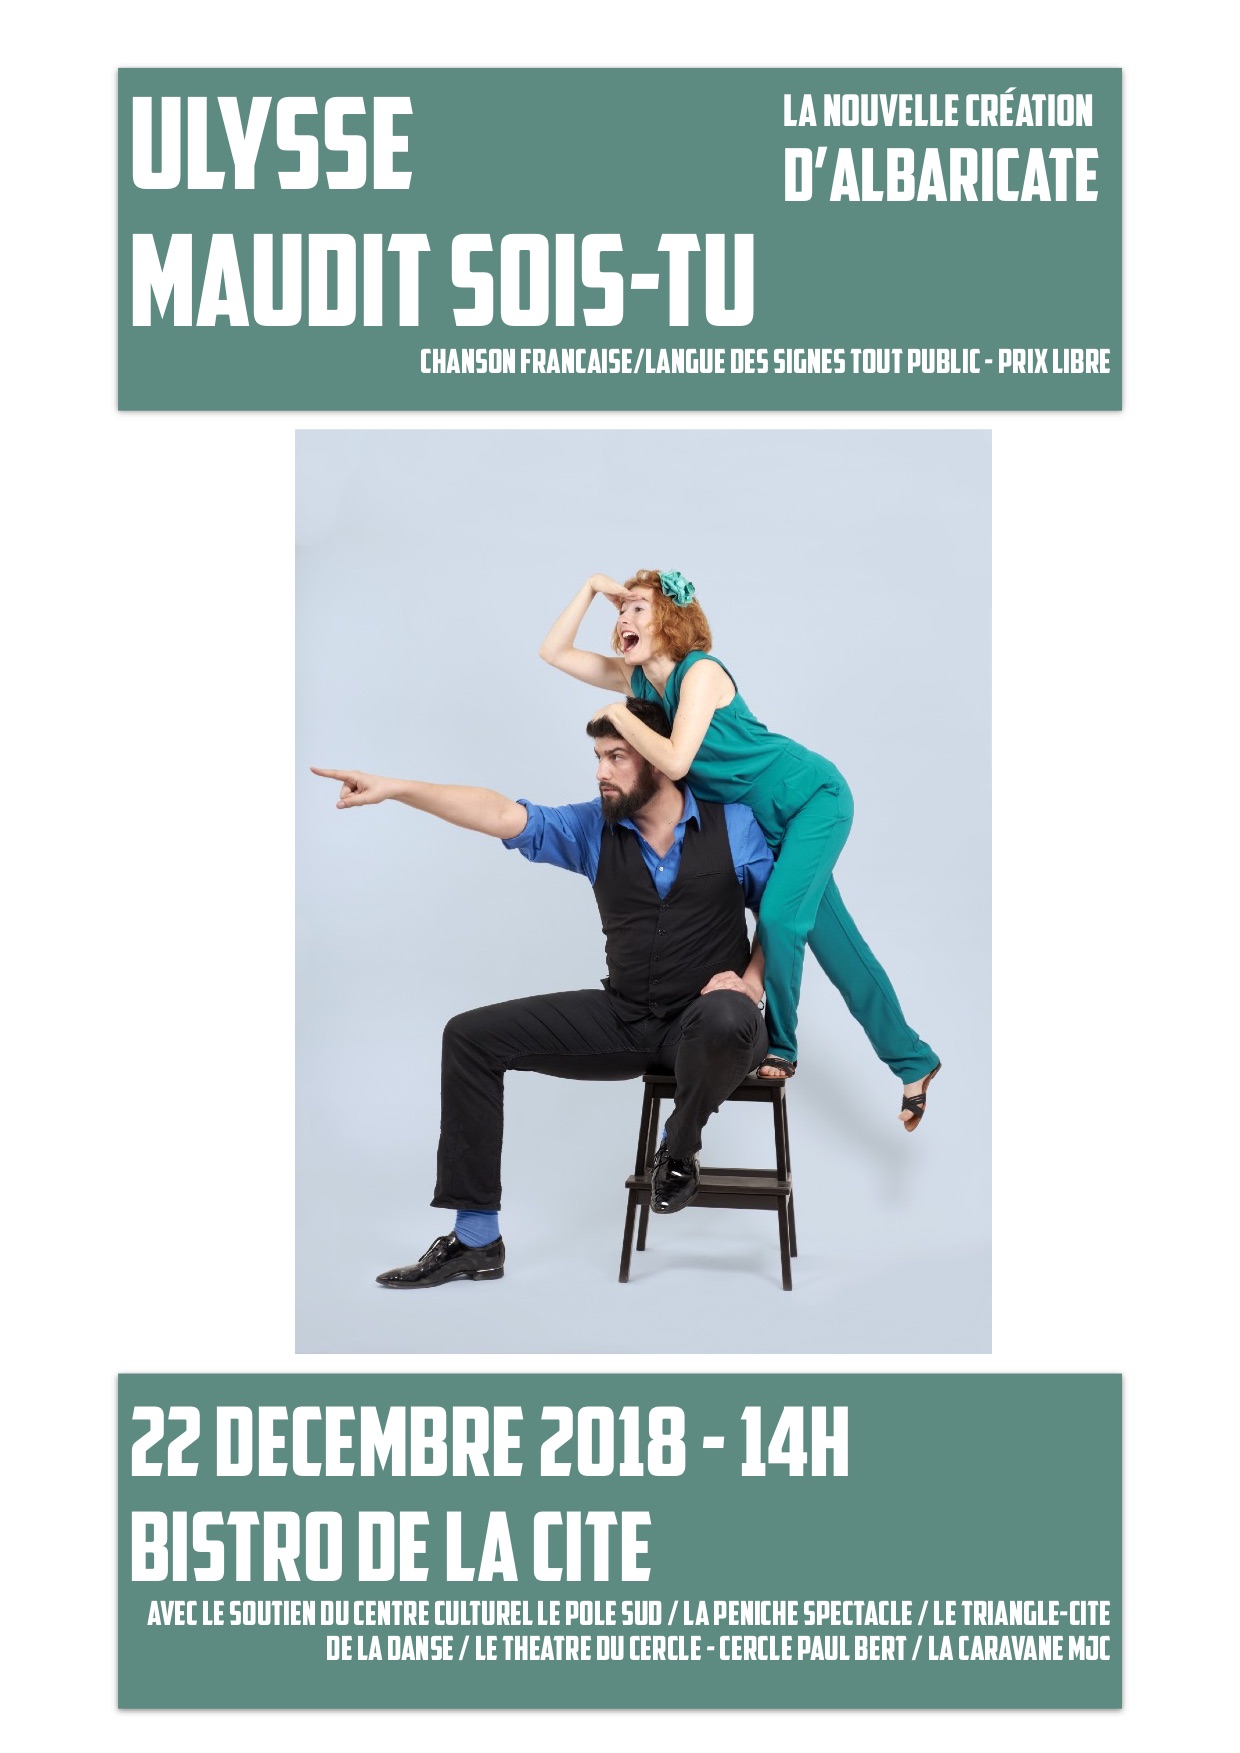 ULYSSE
MAUDIT SOIS-TU
LA NOUVELLE CRÉATION
D'ALBARICATE
CHANSON FRANCAISE/LANGUE DES SIGNES TOUT PUBLIC - PRIX LIBRE
22 DECEMBRE 2018 - 14H
BISTRO DE LA CITE
AVEC LE SOUTIEN DU CENTRE CULTUREL LE POLE SUD / LA PENICHE SPECTACLE / LE TRIANGLE-CITE
DE LA DANSE / LE THEATRE DU CERCLE - CERCLE PAUL BERT / LA CARAVANE MJC